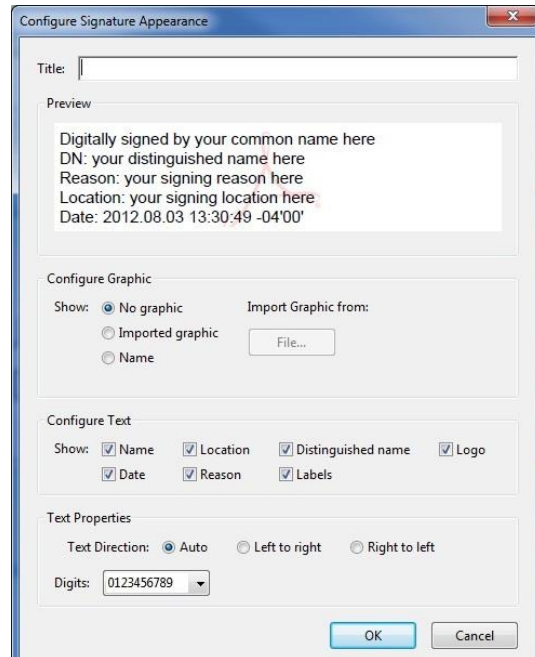 Configure Signature Appearance
Title:
Preview
Digitally signed by your common name here
DN: your distinguished name here
Reason: your signing reason here
Location: your signing location here
Date: 2012.08.03 13:30:49 -04'00'
Configure Graphic
Show: No graphic Import Graphic from:
Imported graphic File...
Name
Configure Text
Show: Name Location Distinguished name Logo
Date Reason Labels
Text Properties
Text Direction: Auto Left to right Right to left
Digits: 0123456789
OK Cancel